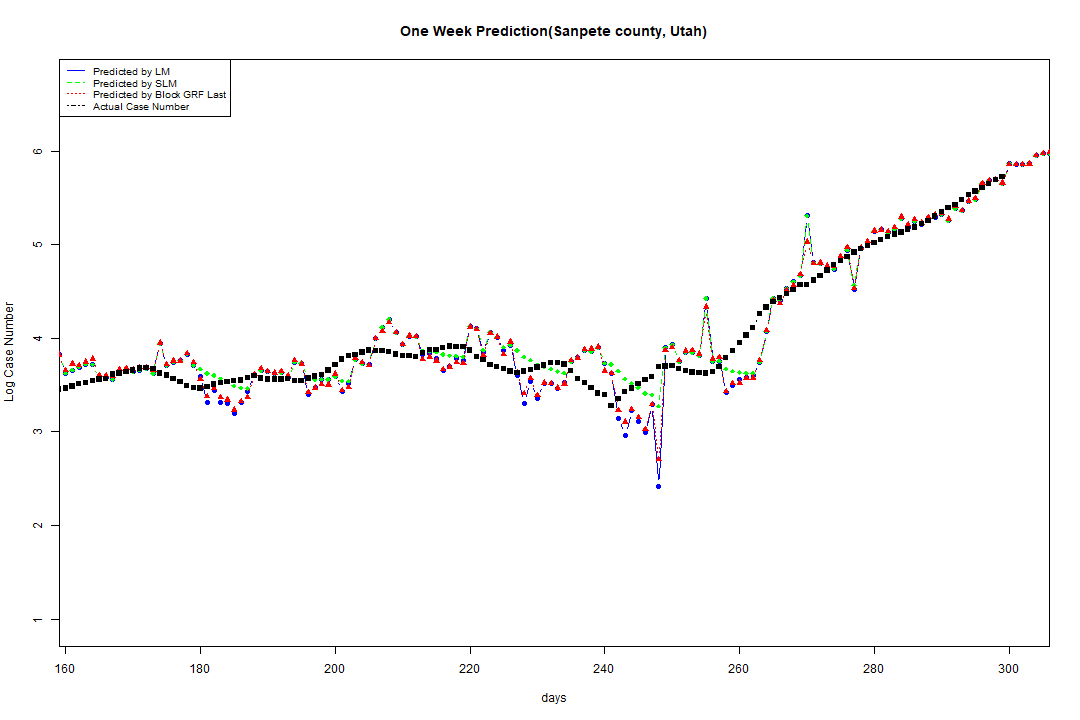 One Week Prediction(Sanpete county, Utah)
Predicted by LM
Predicted by SLM
Predicted by Block GRF Last
Actual Case Number
Log Case Number
6
5
4
3
2
1
160 180 200 220 240 260 280 300
days